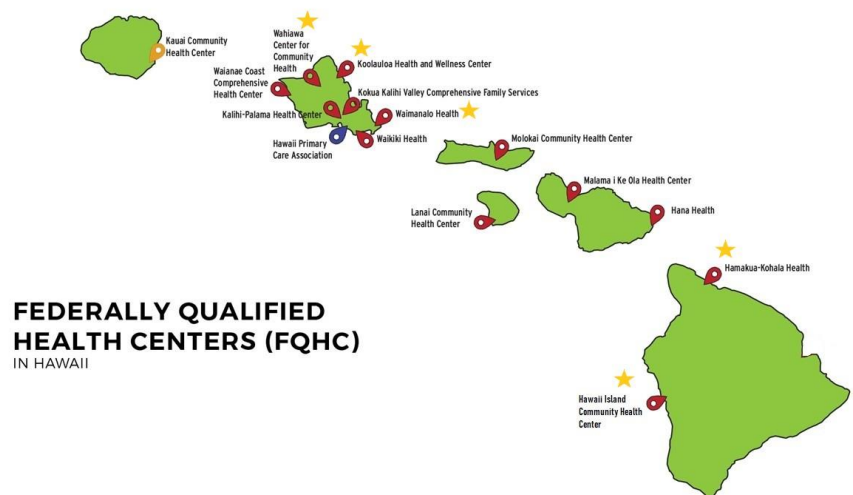 Kauai Community
Health Center
Wahiawa
Center for
Community
Health
Koolauloa Health and Wellness Center
Waianae Coast
Comprehensive
Health Center
Kokua Kalihi Valley Comprehensive Family Services
Kalihi-Palama Health Center
Waimanalo Health
Hawaii Primary
Care Association
Waikiki Health
Molokai Community Health Center
Malama i Ke Ola Health Center
Lanai Community
Health Center
Hana Health
Hamakua-Kohala Health
FEDERALLY QUALIFIED
HEALTH CENTERS (FQHC)
IN HAWAII
Hawaii Island
Community Health
Center